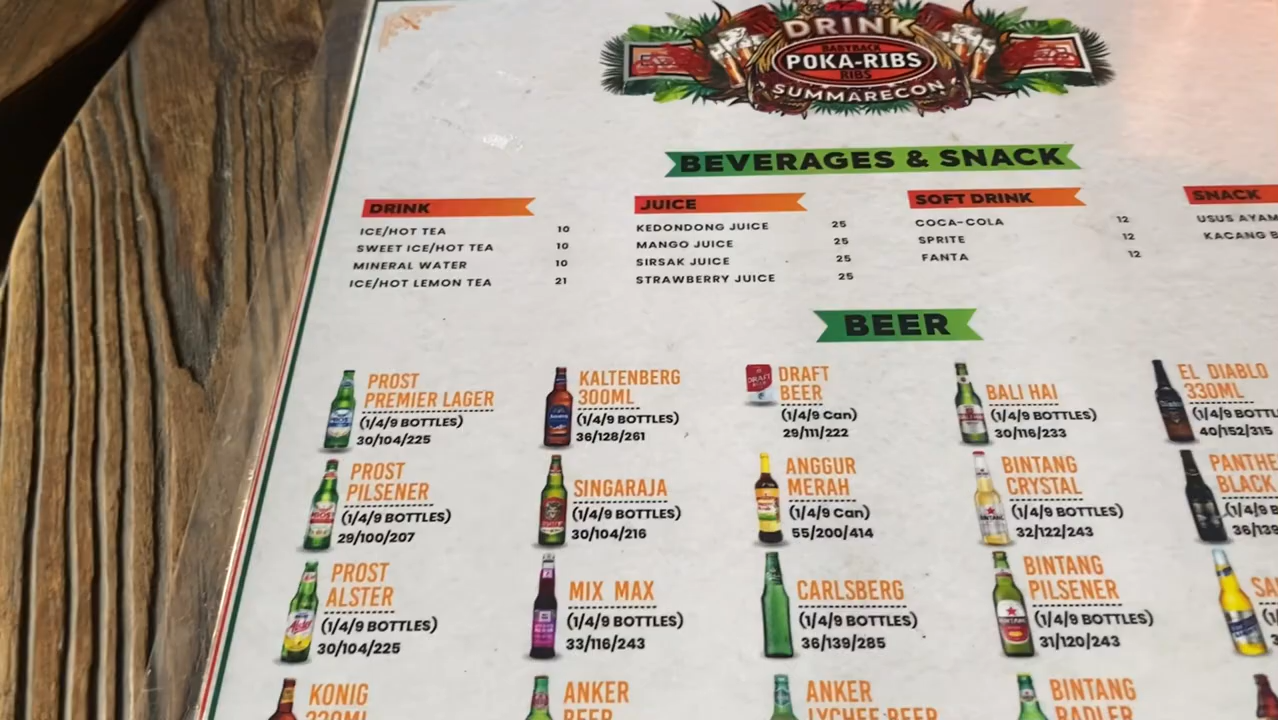 DRINK
BABYBACK
POKA-RIBS
RIBS
SUMMARECON
BEVERAGES & SNACK
DRINK
ICE/HOT TEA 10
SWEET ICE/HOT TEA 10
MINERAL WATER 10
ICE/HOT LEMON TEA 21
JUICE
KEDONDONG JUICE 25
MANGO JUICE 25
SIRSAK JUICE 25
STRAWBERRY JUICE 25
SOFT DRINK
COCA-COLA 12
SPRITE 12
FANTA 12
SNACK
USUS AYAM
KACANG
BEER
PROST
PREMIER LAGER
(1/4/9 BOTTLES)
30/104/225
KALTENBERG
300ML
(1/4/9 BOTTLES)
36/128/261
DRAFT
BEER
(1/4/9 Can)
29/111/222
BALI HAI
(1/4/9 BOTTLES)
30/116/233
EL DIABLO
330ML
(1/4/9 BOTTL
40/152/315
PROST
PILSENER
(1/4/9 BOTTLES)
29/100/207
SINGARAJA
(1/4/9 BOTTLES)
30/104/216
ANGGUR
MERAH
(1/4/9 Can)
55/200/414
BINTANG
CRYSTAL
(1/4/9 BOTTLES)
32/122/243
PANTHE
BLACK
(1/4/9 B
36/139
PROST
ALSTER
(1/4/9 BOTTLES)
30/104/225
MIX MAX
(1/4/9 BOTTLES)
33/116/243
CARLSBERG
(1/4/9 BOTTLES)
36/139/285
BINTANG
PILSENER
(1/4/9 BOTTLES)
31/120/243
SA
KONIG
ANKER
BEER
ANKER
LYCHEE BEER
BINTANG
RADLER